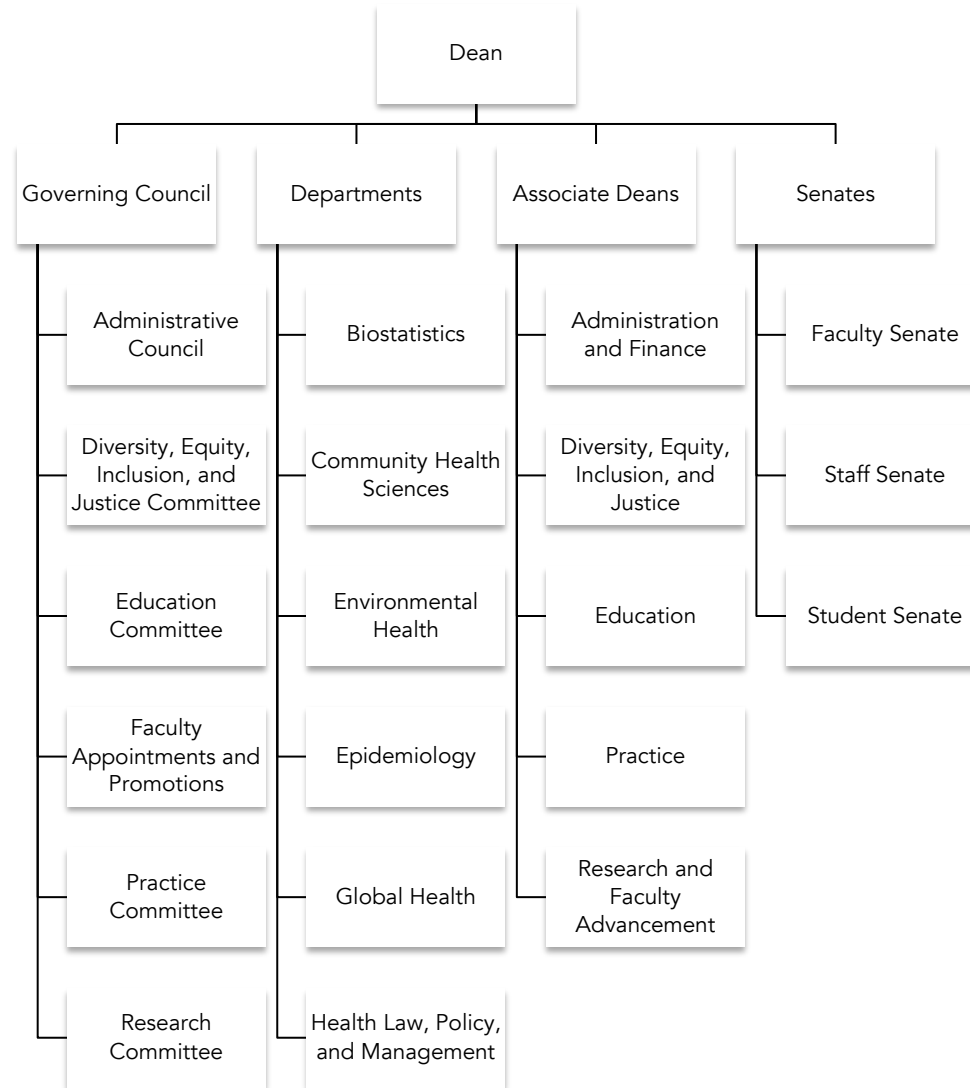 Dean
Governing Council
Departments
Associate Deans
Senates
Administrative
Council
Biostatistics
Administration
and Finance
Faculty Senate
Diversity, Equity,
Inclusion, and
Justice Committee
Community Health
Sciences
Diversity, Equity,
Inclusion, and
Justice
Staff Senate
Education
Committee
Environmental
Health
Education
Student Senate
Faculty
Appointments and
Promotions
Epidemiology
Practice
Practice
Committee
Global Health
Research and
Faculty
Advancement
Research
Committee
Health Law, Policy,
and Management